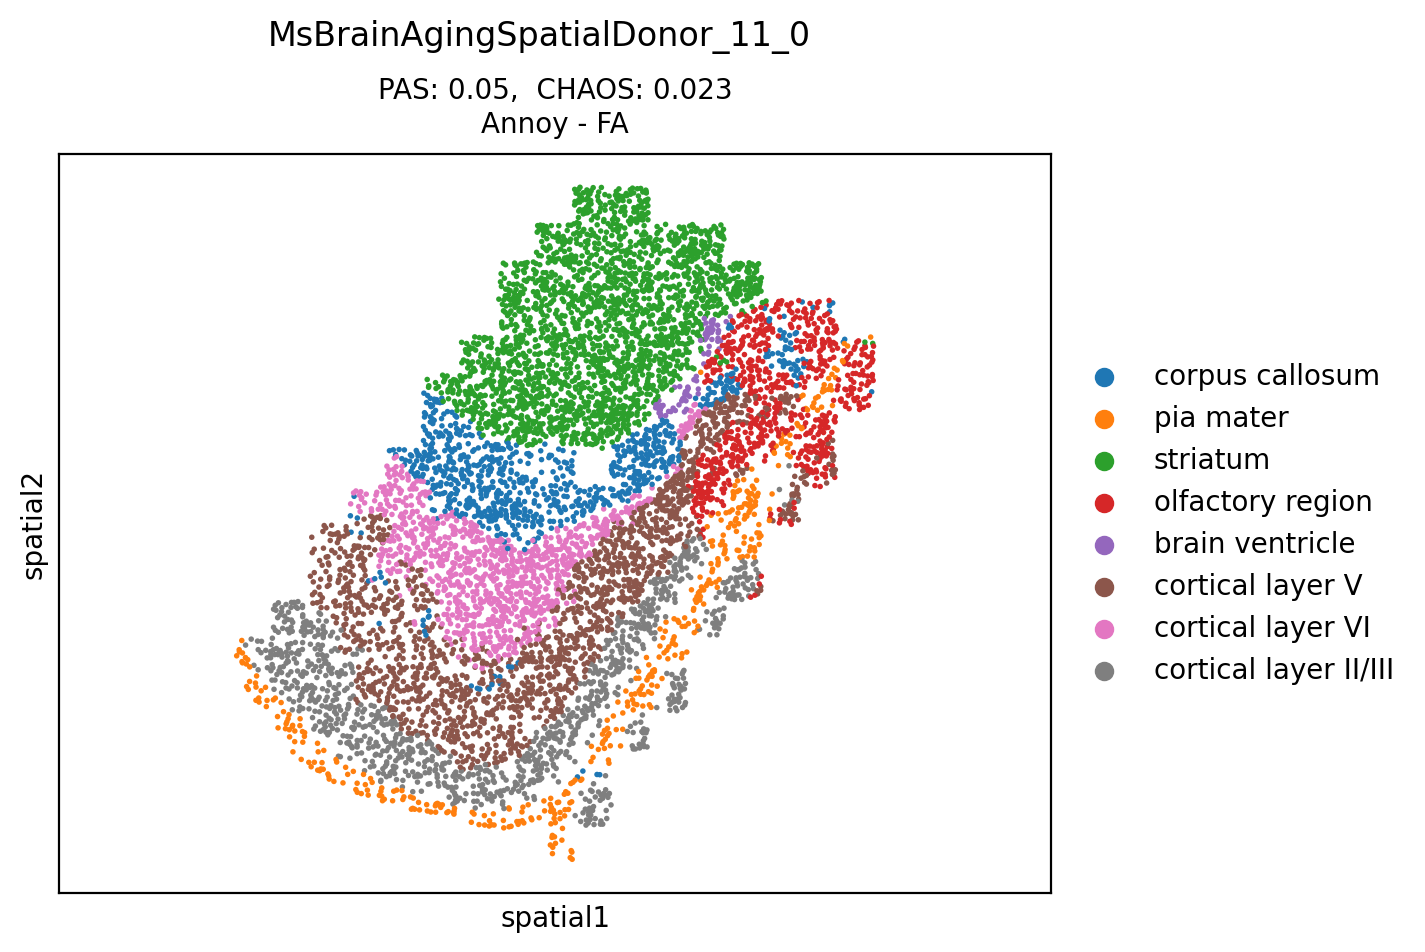 MsBrainAgingSpatialDonor_11_0
PAS: 0.05,  CHAOS: 0.023
Annoy - FA
spatial2
spatial1
corpus callosum
pia mater
striatum
olfactory region
brain ventricle
cortical layer V
cortical layer VI
cortical layer II/III